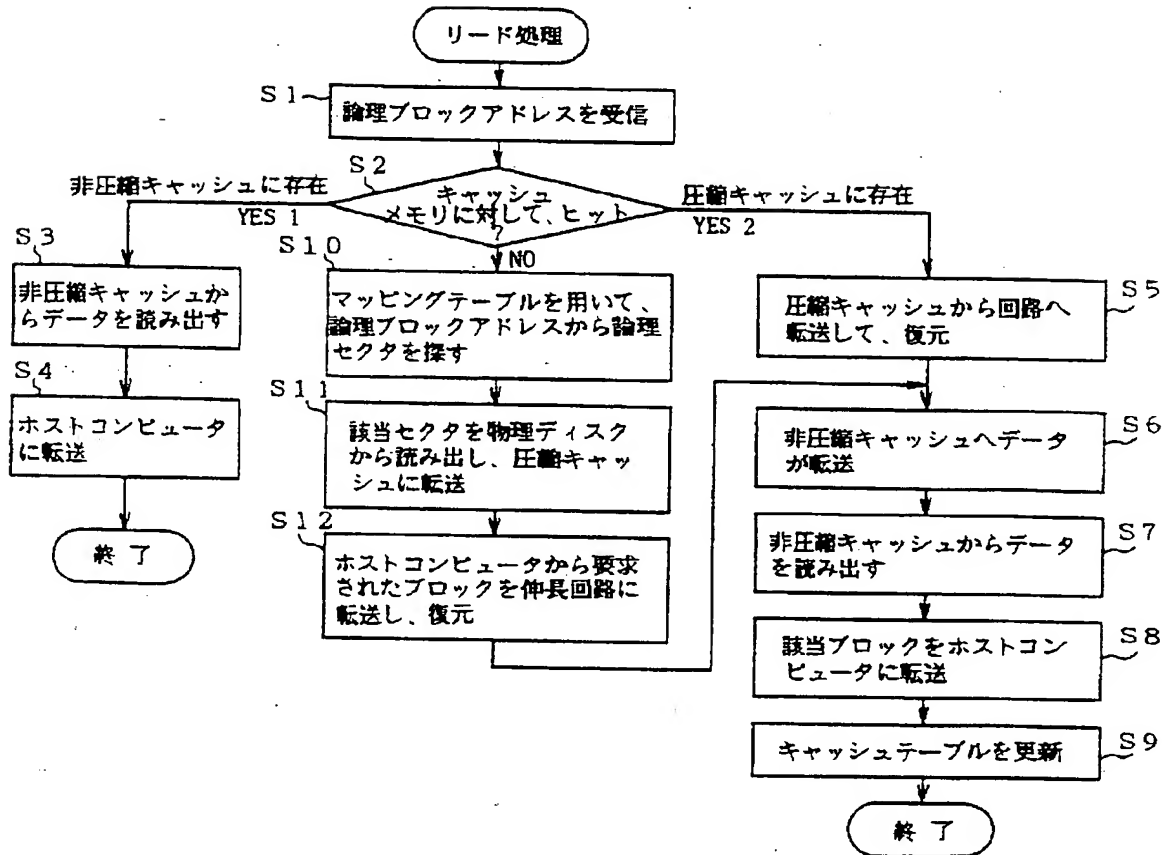 リード処理
S1
論理ブロックアドレスを受信
S2
非圧縮キャッシュに存在
YES 1
キャッシュ
メモリに対して、ヒット
?
圧縮キャッシュに存在
YES 2
NO
S3
非圧縮キャッシュか
らデータを読み出す
S4
ホストコンピュータ
に転送
終了
S10
マッピングテーブルを用いて、
論理ブロックアドレスから論理
セクタを探す
S11
該当セクタを物理ディスク
から読み出し、圧縮キャッ
シュに転送
S12
ホストコンピュータから要求
されたブロックを伸長回路に
転送し、復元
S5
圧縮キャッシュから回路へ
転送して、復元
S6
非圧縮キャッシュへデータ
が転送
S7
非圧縮キャッシュからデータ
を読み出す
S8
該当ブロックをホストコン
ピュータに転送
S9
キャッシュテーブルを更新
終了